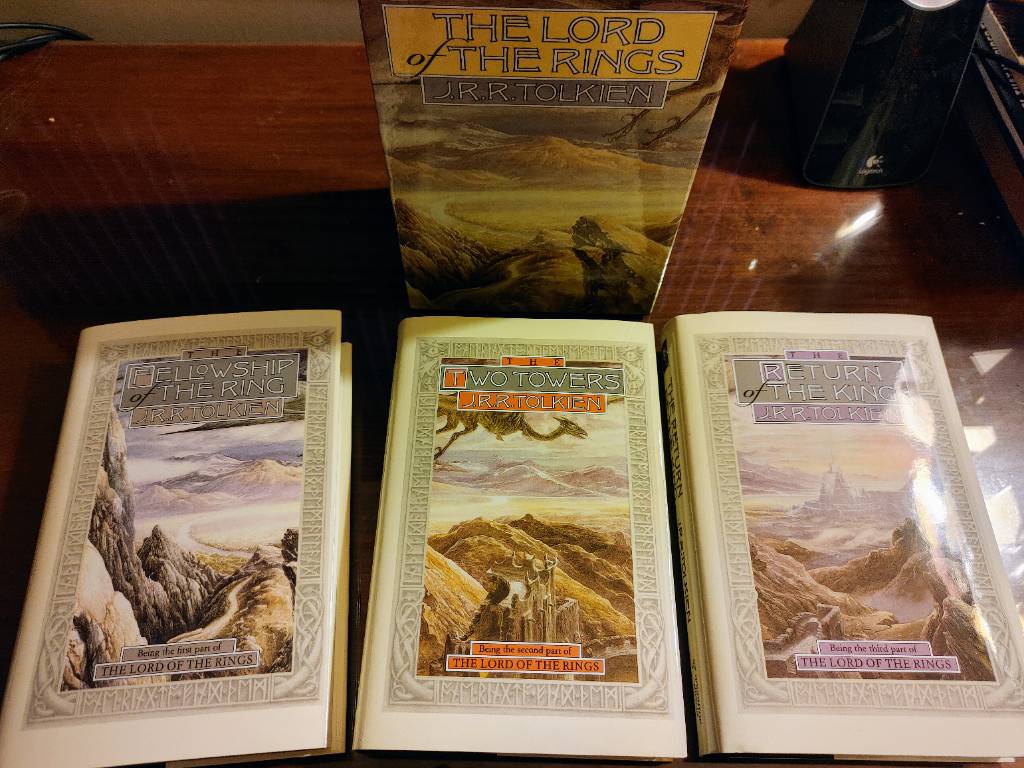 THE LORD
of THE RINGS
J.R.R. TOLKIEN
Logitech
THE
FELLOWSHIP
of THE RING
J.R.R. TOLKIEN
Being the first part of
THE LORD OF THE RINGS
THE
TWO TOWERS
J.R.R. TOLKIEN
Being the second part of
THE LORD OF THE RINGS
THE RETURN
THE
RETURN
of THE KING
J.R.R. TOLKIEN
Being the third part of
THE LORD OF THE RINGS